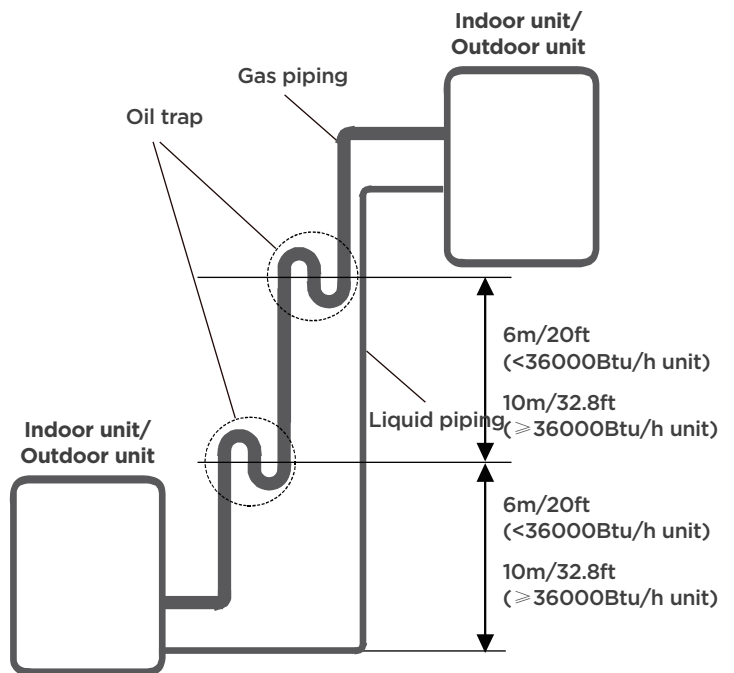 Indoor unit/
Outdoor unit
Gas piping
Oil trap
6m/20ft
(<36000Btu/h unit)
Liquid piping
10m/32.8ft
(⩾36000Btu/h unit)
Indoor unit/
Outdoor unit
6m/20ft
(<36000Btu/h unit)
10m/32.8ft
(⩾36000Btu/h unit)